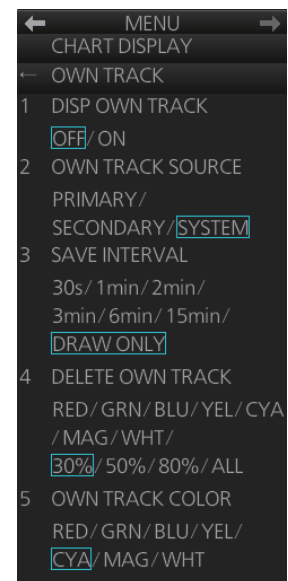 ← MENU →
CHART DISPLAY
← OWN TRACK
1 DISP OWN TRACK
OFF/ON
2 OWN TRACK SOURCE
PRIMARY/
SECONDARY/SYSTEM
3 SAVE INTERVAL
30s/1min/2min/
3min/6min/15min/
DRAW ONLY
4 DELETE OWN TRACK
RED/GRN/BLU/YEL/CYA
/MAG/WHT/
30%/50%/80%/ALL
5 OWN TRACK COLOR
RED/GRN/BLU/YEL/
CYA/MAG/WHT